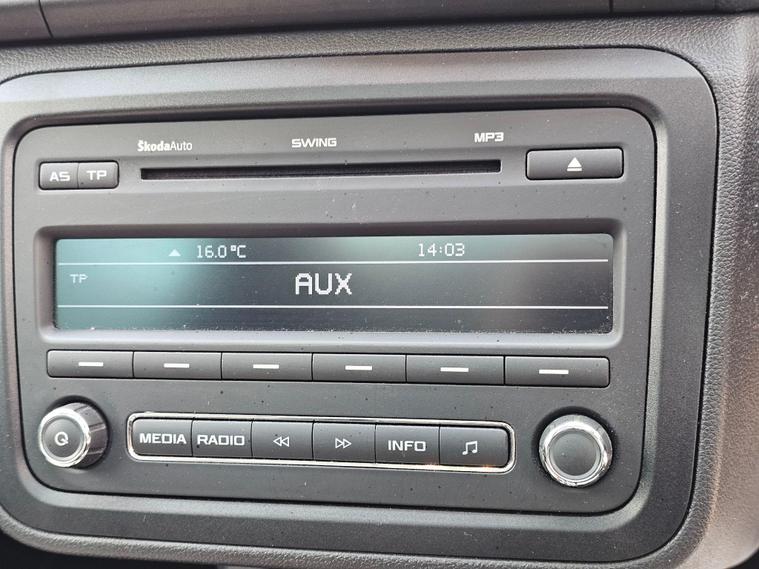 ŠkodaAuto SWING MP3
AS TP
16.0°C 14:03
TP
AUX
MEDIA RADIO INFO